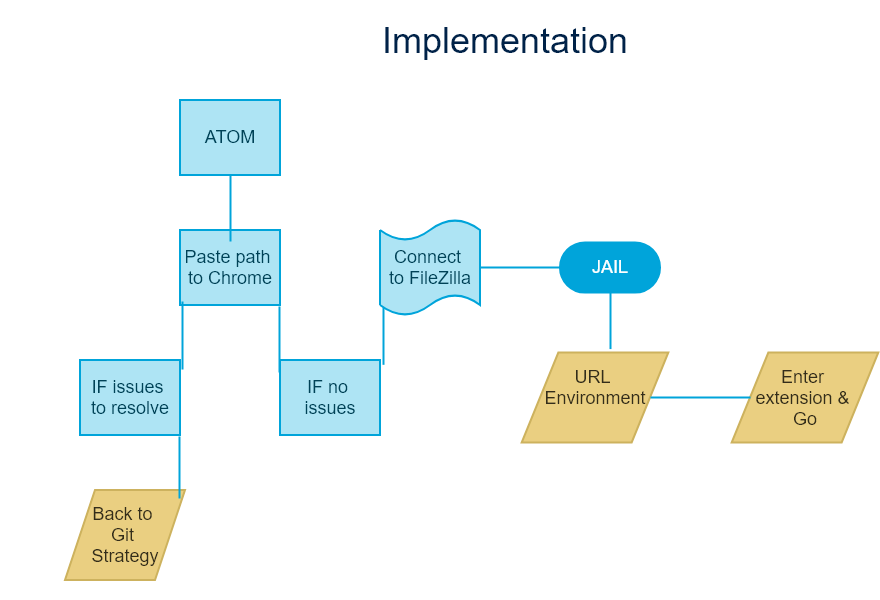 Implementation
ATOM
Paste path
to Chrome
Connect
to FileZilla
JAIL
IF issues
to resolve
IF no
issues
URL
Environment
Enter
extension &
Go
Back to
Git
Strategy